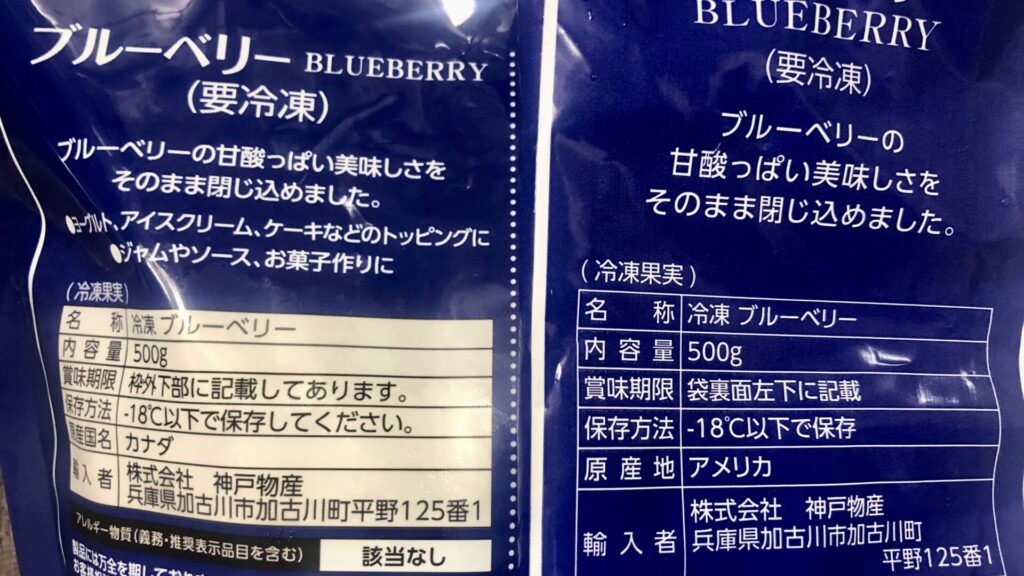 ブルーベリー BLUEBERRY
(要冷凍)
ブルーベリーの甘酸っぱい美味しさを
そのまま閉じ込めました。
●ヨーグルト、アイスクリーム、ケーキなどのトッピングに
●ジャムやソース、お菓子作りに
(冷凍果実)
名称 冷凍 ブルーベリー
内容量 500g
賞味期限 枠外下部に記載してあります。
保存方法 -18℃以下で保存してください。
原産国名 カナダ
輸入者 株式会社 神戸物産
兵庫県加古川市加古川町平野125番1
アレルギー物質(義務・推奨表示品目を含む) 該当なし
製品には万全を期しており
BLUEBERRY
(要冷凍)
ブルーベリーの
甘酸っぱい美味しさを
そのまま閉じ込めました。
(冷凍果実)
名称 冷凍 ブルーベリー
内容量 500g
賞味期限 袋裏面左下に記載
保存方法 -18℃以下で保存
原産地 アメリカ
輸入者 株式会社 神戸物産
兵庫県加古川市加古川町
平野125番1